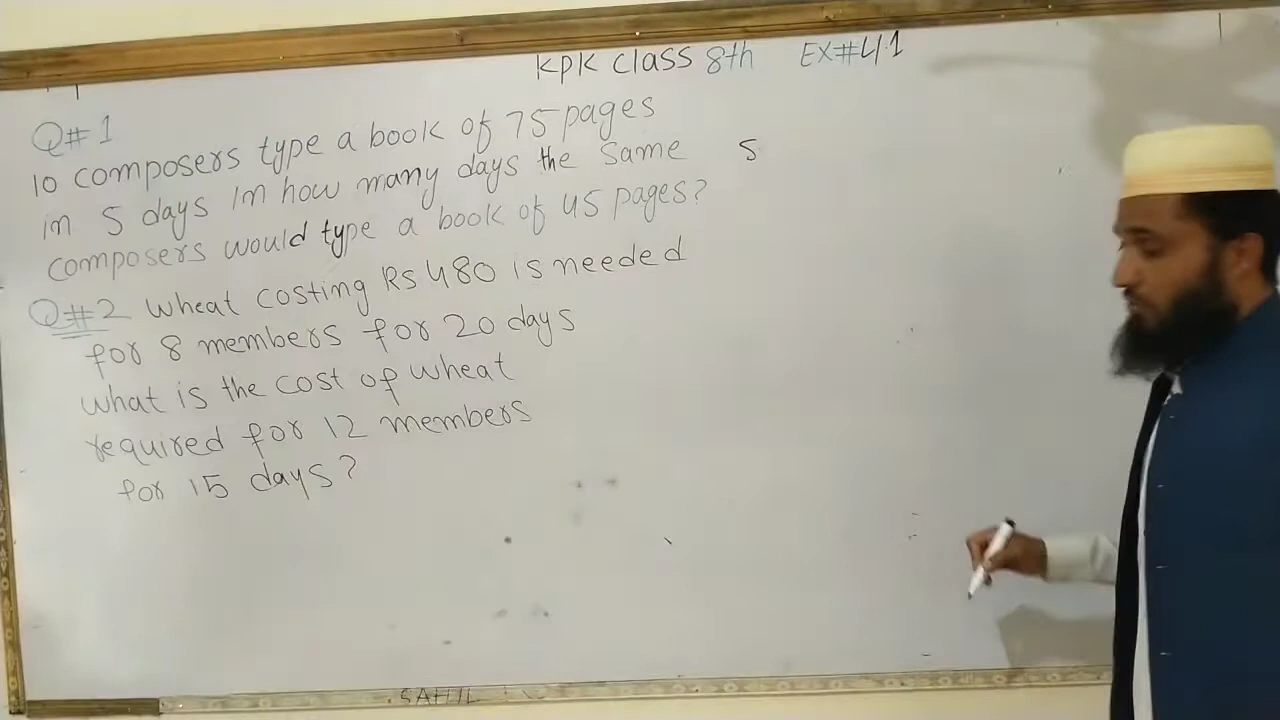 KPK class 8th EX#4.1
Q#1
10 composers type a book of 75 pages
in 5 days in how many days the same
composers would type a book of 45 pages?
S
Q#2 Wheat costing Rs 480 is needed
for 8 members for 20 days
what is the cost of wheat
required for 12 members
for 15 days?
SAHIL